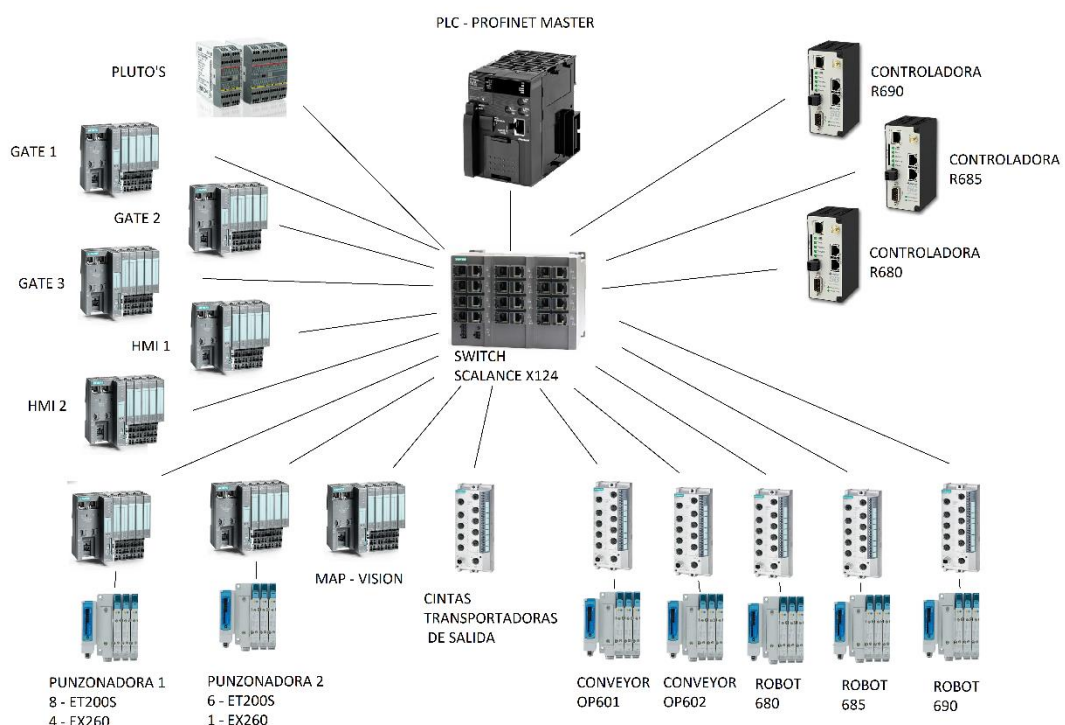 PLC - PROFINET MASTER
PLUTO'S
CONTROLADORA
R690
GATE 1
CONTROLADORA
R685
GATE 2
CONTROLADORA
R680
GATE 3
HMI 1
SWITCH
SCALANCE X124
HMI 2
MAP - VISION
CINTAS
TRANSPORTADORAS
DE SALIDA
PUNZONADORA 1
8 - ET200S
4 - EX260
PUNZONADORA 2
6 - ET200S
1 - EX260
CONVEYOR
OP601
CONVEYOR
OP602
ROBOT
680
ROBOT
685
ROBOT
690